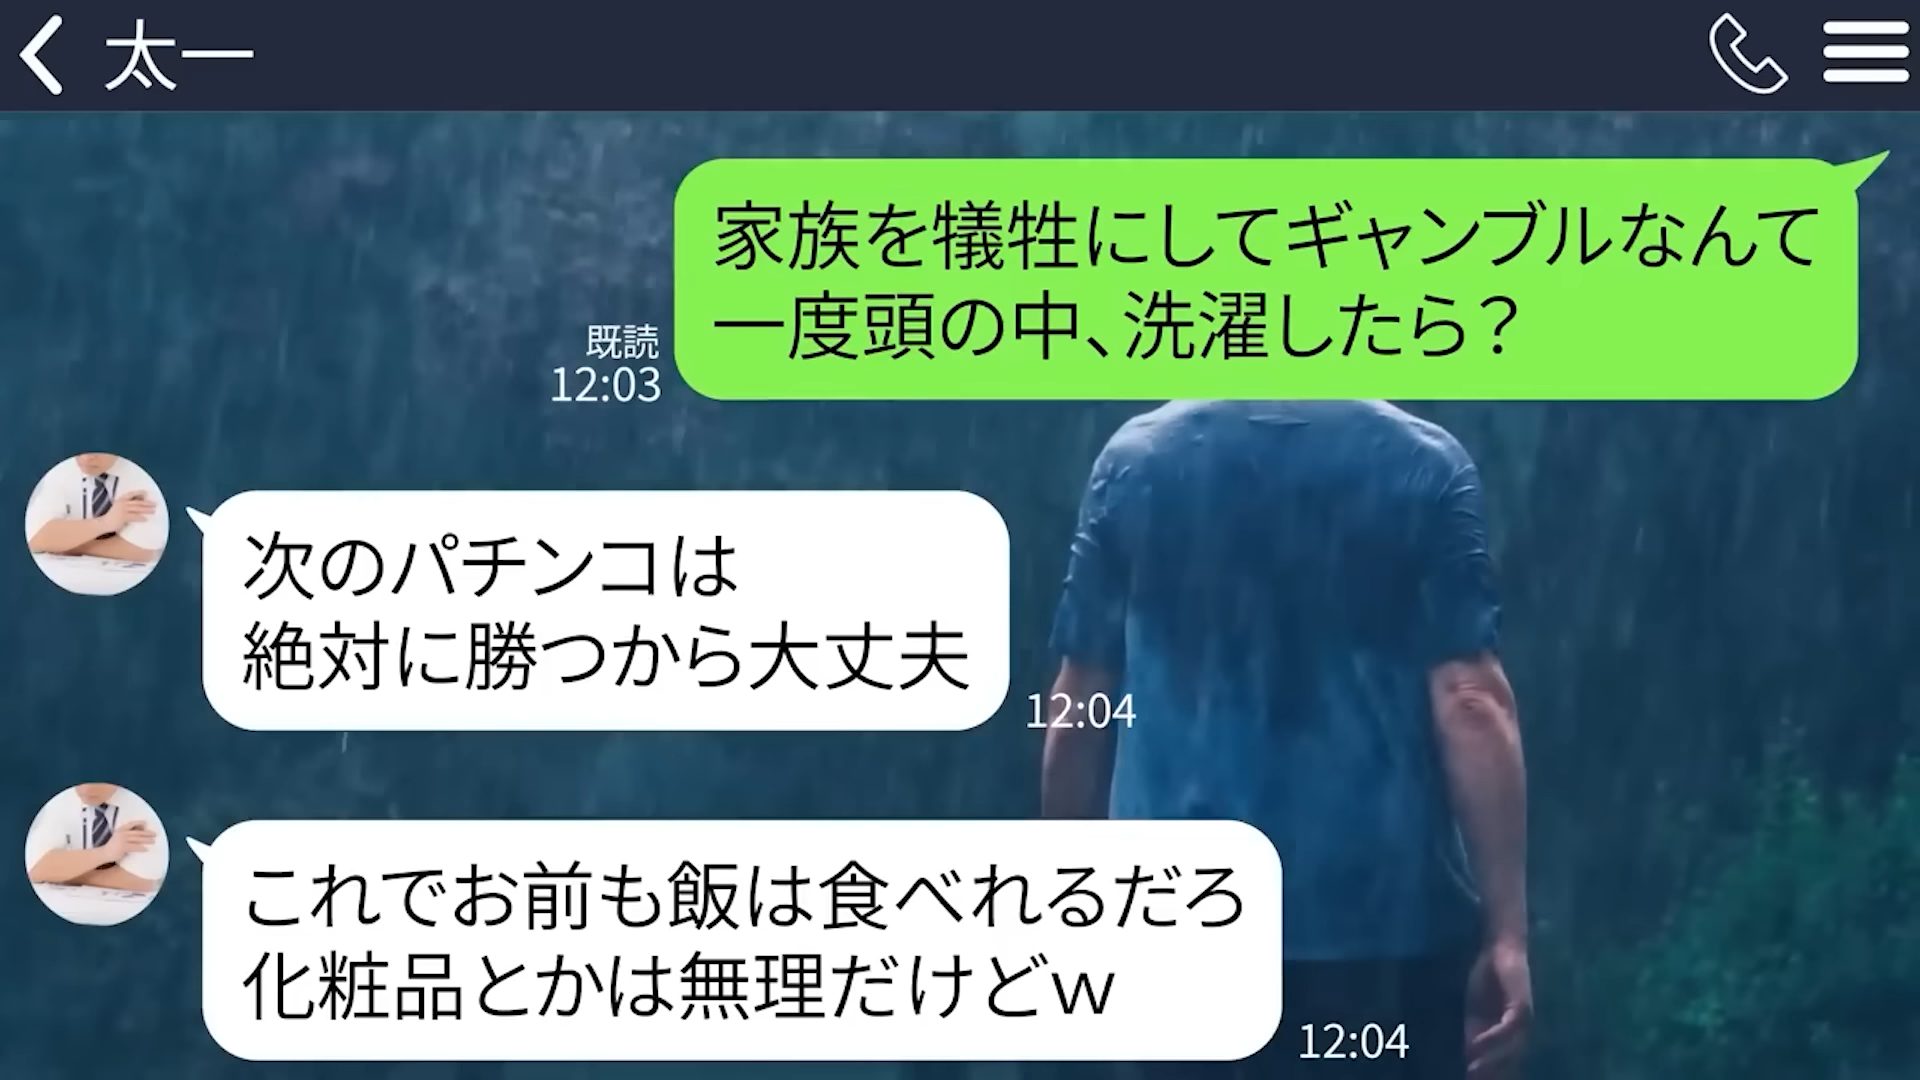 太一
家族を犠牲にしてギャンブルなんて
一度頭の中、洗濯したら？
既読
12:03
次のパチンコは
絶対に勝つから大丈夫
12:04
これでお前も飯は食べれるだろ
化粧品とかは無理だけどｗ
12:04